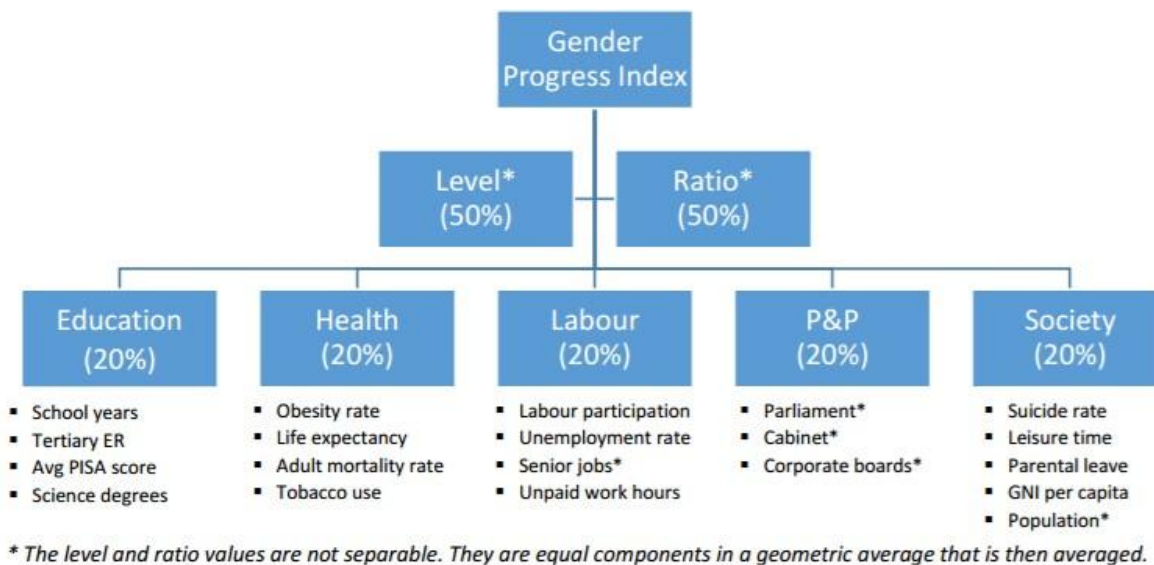 Gender
Progress Index
Level*
(50%)
Ratio*
(50%)
Education
(20%)
Health
(20%)
Labour
(20%)
P&P
(20%)
Society
(20%)
▪ School years
▪ Tertiary ER
▪ Avg PISA score
▪ Science degrees
▪ Obesity rate
▪ Life expectancy
▪ Adult mortality rate
▪ Tobacco use
▪ Labour participation
▪ Unemployment rate
▪ Senior jobs*
▪ Unpaid work hours
▪ Parliament*
▪ Cabinet*
▪ Corporate boards*
▪ Suicide rate
▪ Leisure time
▪ Parental leave
▪ GNI per capita
▪ Population*
* The level and ratio values are not separable. They are equal components in a geometric average that is then averaged.